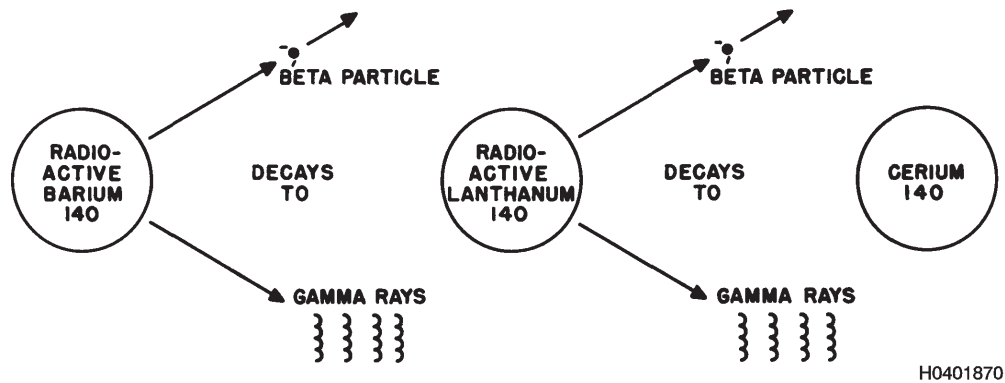 BETA PARTICLE
BETA PARTICLE
RADIO-
ACTIVE
BARIUM
140
DECAYS
TO
RADIO-
ACTIVE
LANTHANUM
140
DECAYS
TO
CERIUM
140
GAMMA RAYS
GAMMA RAYS
H0401870